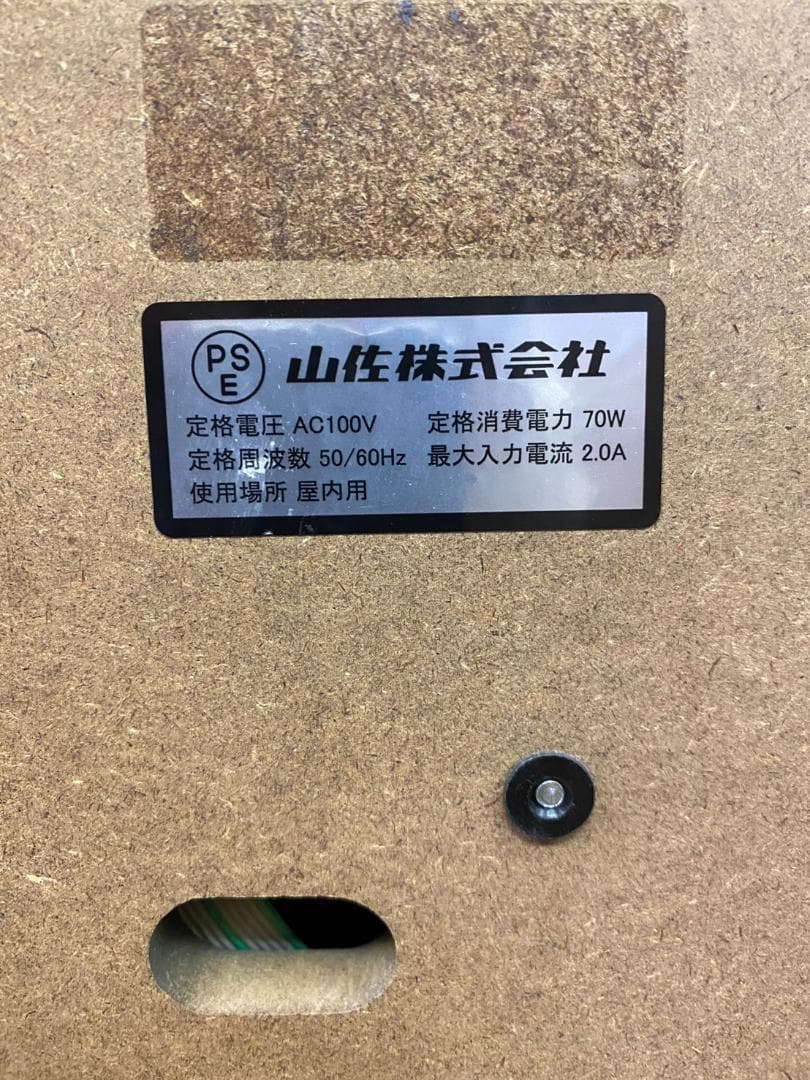 PSE 山佐株式会社
定格電圧 AC100V 定格消費電力 70W
定格周波数 50/60Hz 最大入力電流 2.0A
使用場所 屋内用